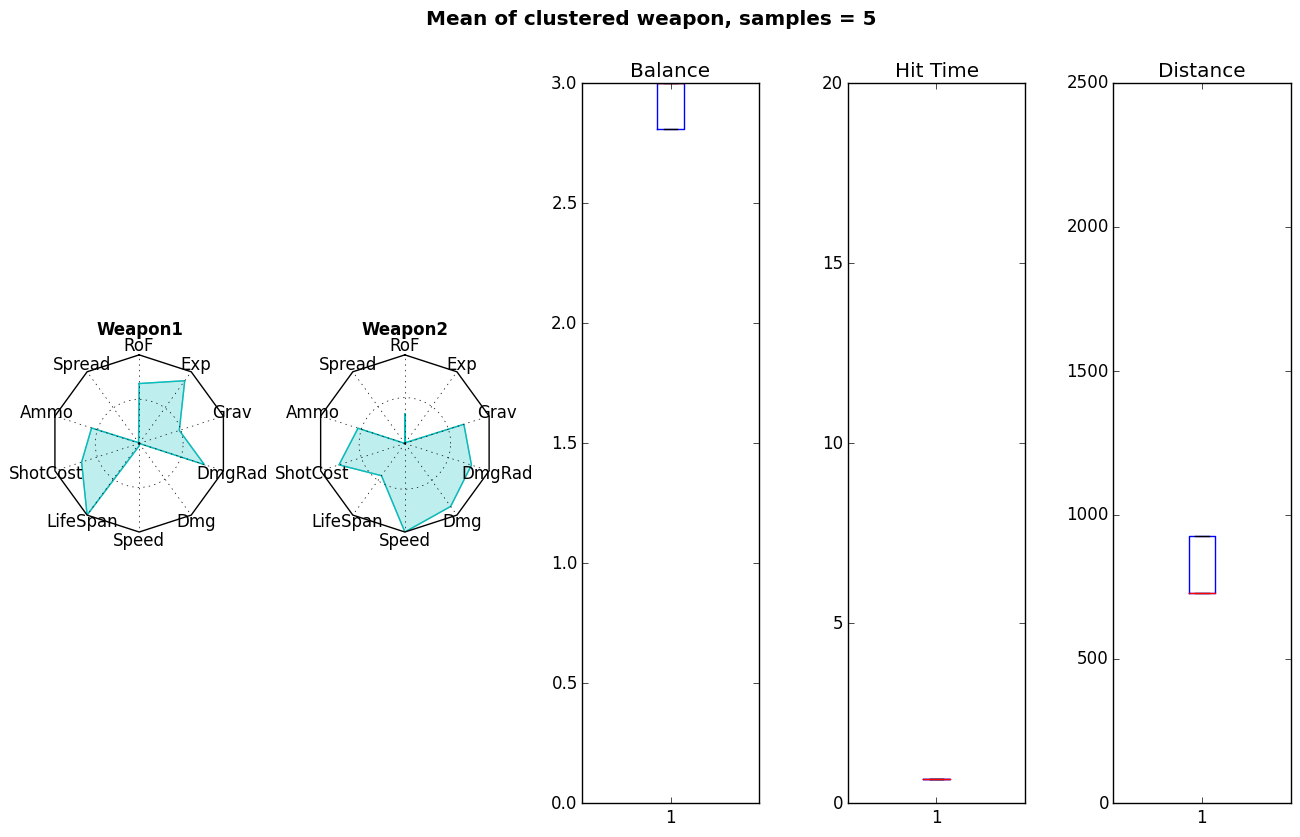 Mean of clustered weapon, samples = 5
Weapon1
RoF
Exp
Grav
DmgRad
Dmg
Speed
LifeSpan
ShotCost
Ammo
Spread
Weapon2
RoF
Exp
Grav
DmgRad
Dmg
Speed
LifeSpan
ShotCost
Ammo
Spread
Balance
3.0
2.5
2.0
1.5
1.0
0.5
0.0
1
Hit Time
20
15
10
5
0
1
Distance
2500
2000
1500
1000
500
0
1